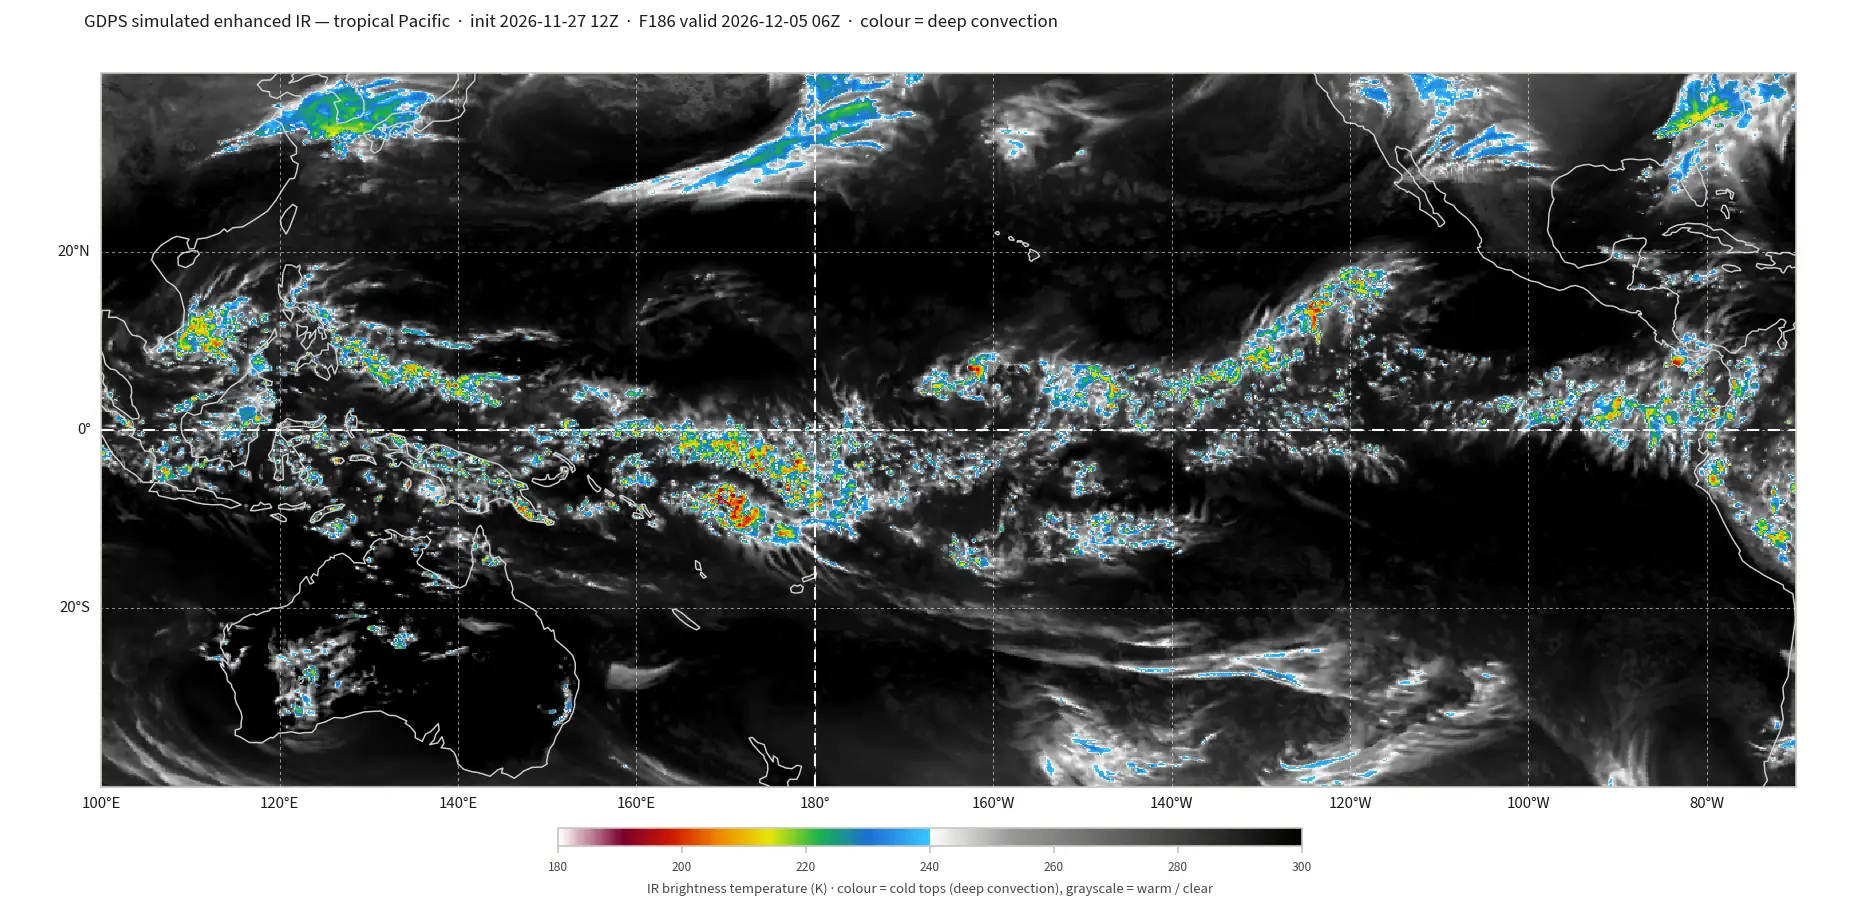 GDPS simulated enhanced IR — tropical Pacific · init 2026-11-27 12Z · F186 valid 2026-12-05 06Z · colour = deep convection
20°N
0°
20°S
100°E 120°E 140°E 160°E 180° 160°W 140°W 120°W 100°W 80°W
180 200 220 240 260 280 300
IR brightness temperature (K) · colour = cold tops (deep convection), grayscale = warm / clear